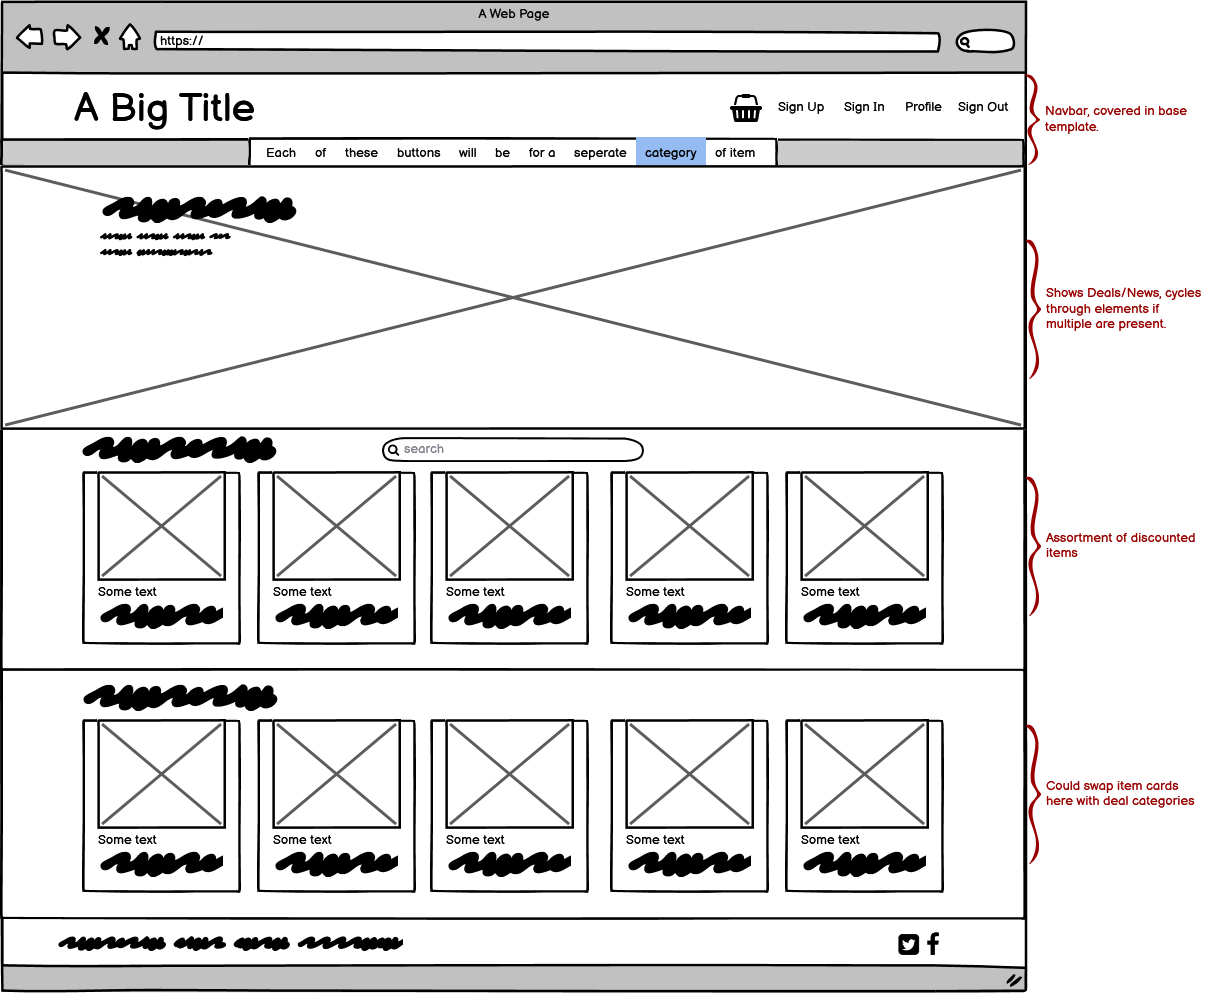 A Web Page
https://
A Big Title
Sign Up Sign In Profile Sign Out
Navbar, covered in base
template.
Each of these buttons will be for a seperate category of item
Shows Deals/News, cycles
through elements if
multiple are present.
search
Assortment of discounted
items
Some text Some text Some text Some text Some text
Could swap item cards
here with deal categories
Some text Some text Some text Some text Some text